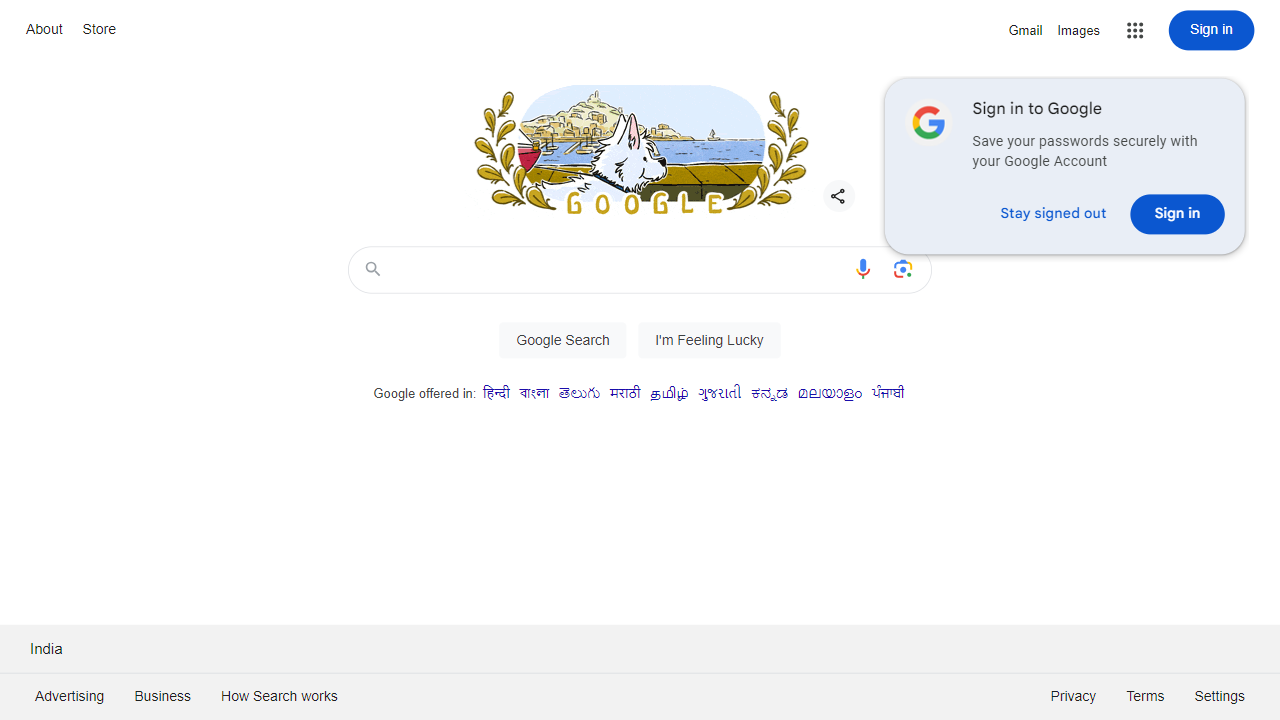 About Store
Gmail Images Sign in
GOOGLE
Sign in to Google
Save your passwords securely with
your Google Account
Stay signed out Sign in
Google Search I'm Feeling Lucky
Google offered in: हिन्दी বাংলা తెలుగు मराठी தமிழ் ગુજરાતી ಕನ್ನಡ മലയാളം ਪੰਜਾਬੀ
India
Advertising Business How Search works Privacy Terms Settings